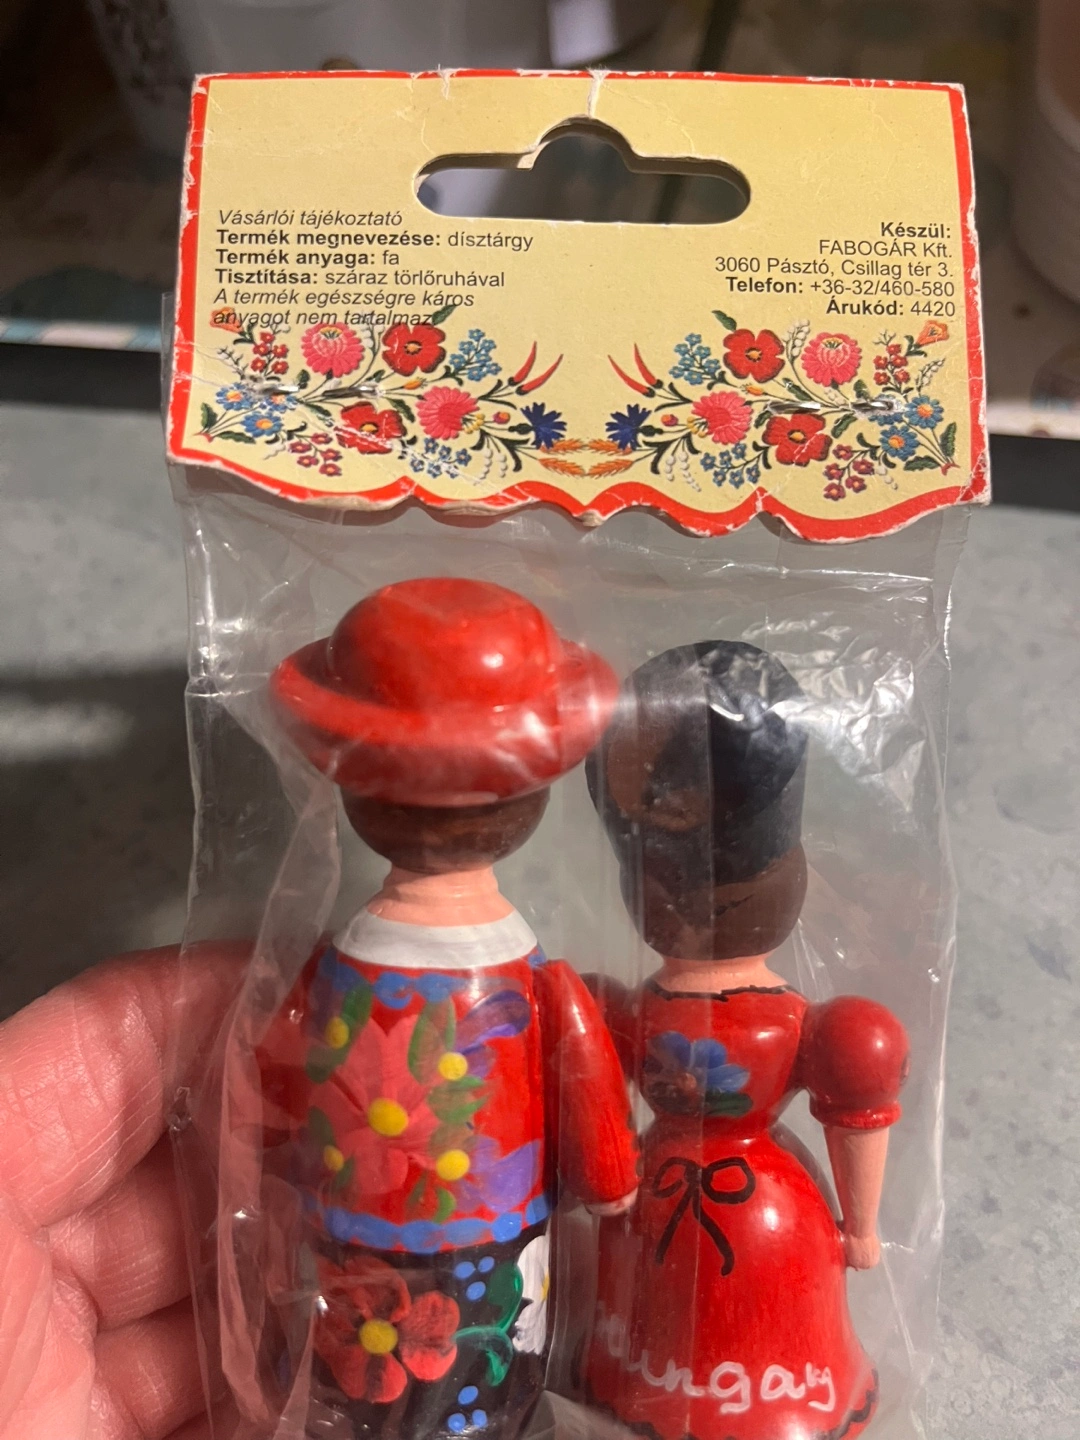 Vásárlói tájékoztató
Termék megnevezése: dísztárgy
Termék anyaga: fa
Tisztítása: száraz törlőruhával
A termék egészségre káros
anyagot nem tartalmaz
Készül:
FABOGÁR Kft.
3060 Pásztó, Csillag tér 3.
Telefon: +36-32/460-580
Árukód: 4420
Hungary